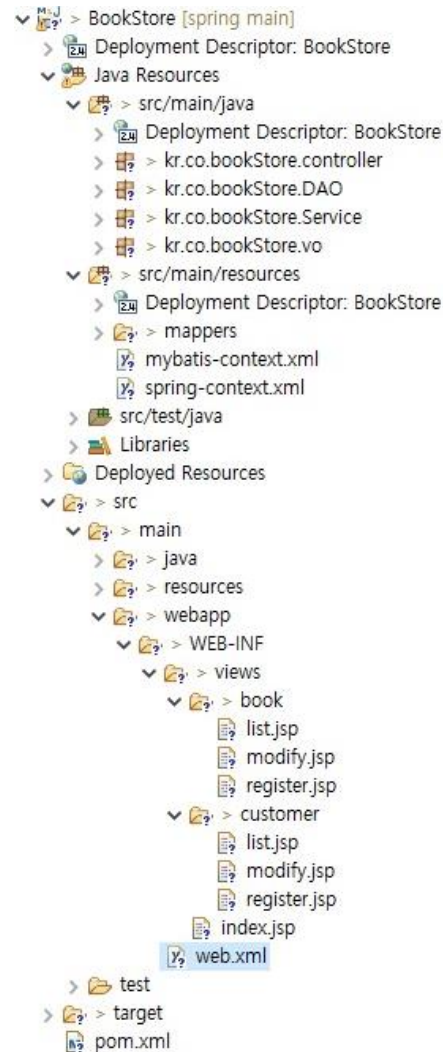 BookStore [spring main]
Deployment Descriptor: BookStore
Java Resources
src/main/java
Deployment Descriptor: BookStore
kr.co.bookStore.controller
kr.co.bookStore.DAO
kr.co.bookStore.Service
kr.co.bookStore.vo
src/main/resources
Deployment Descriptor: BookStore
mappers
mybatis-context.xml
spring-context.xml
src/test/java
Libraries
Deployed Resources
src
main
java
resources
webapp
WEB-INF
views
book
list.jsp
modify.jsp
register.jsp
customer
list.jsp
modify.jsp
register.jsp
index.jsp
web.xml
test
target
pom.xml